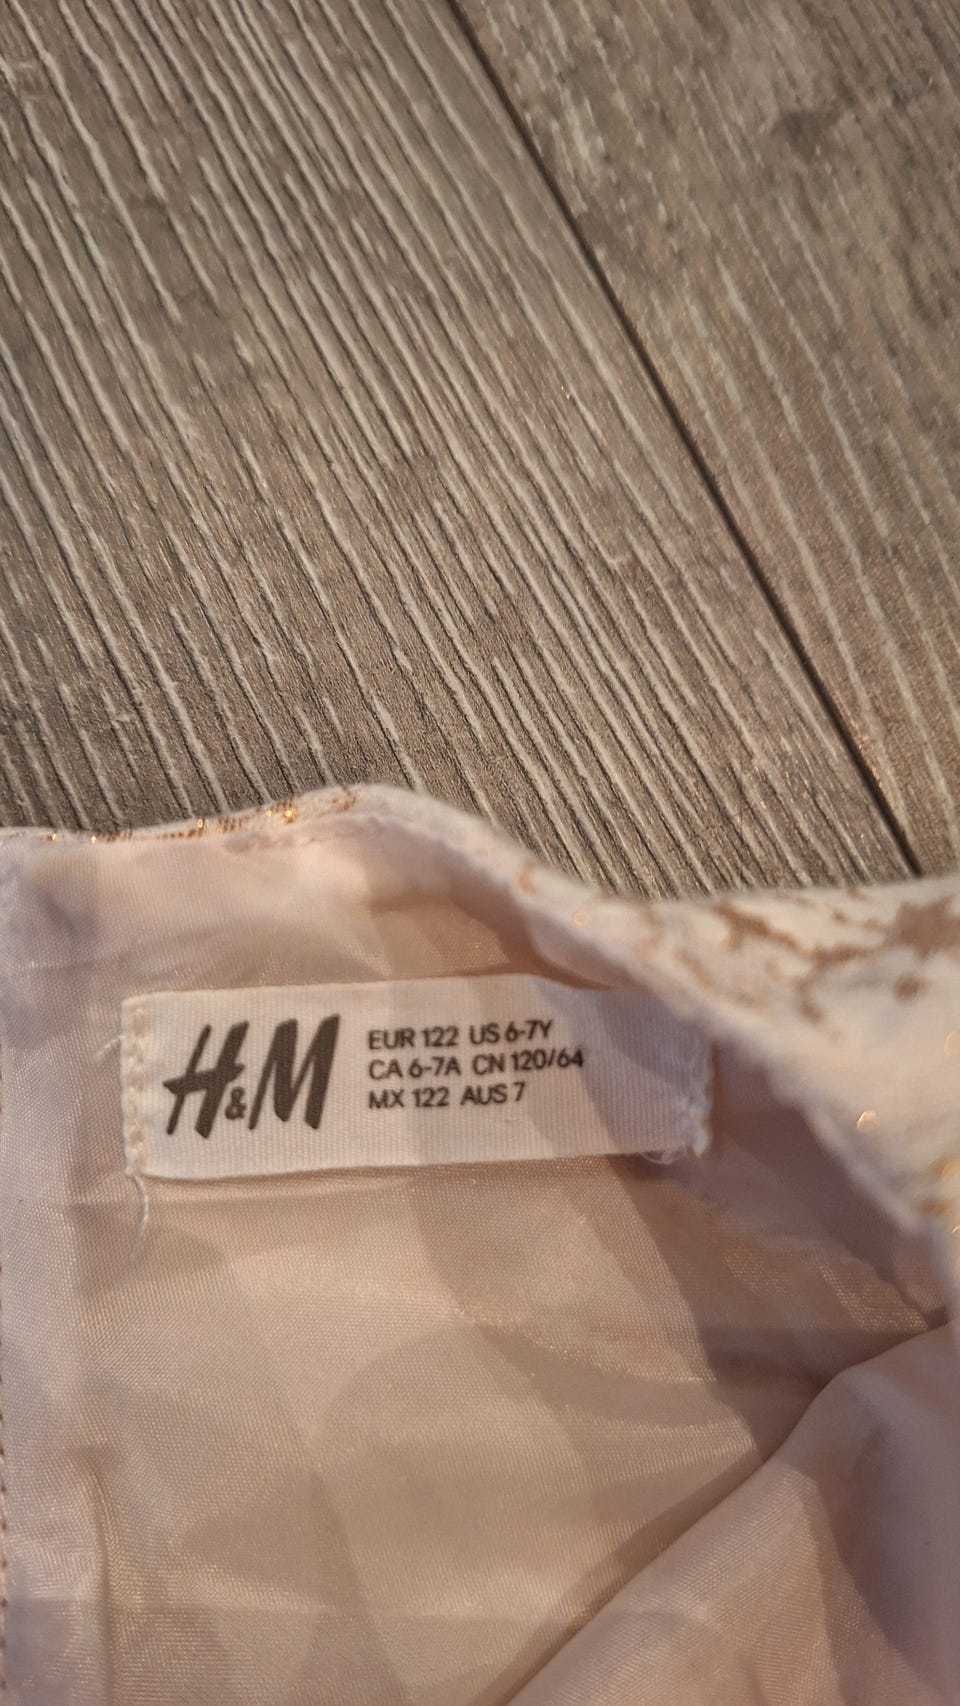 H&M
EUR 122 US 6-7Y
CA 6-7A CN 120/64
MX 122 AUS 7